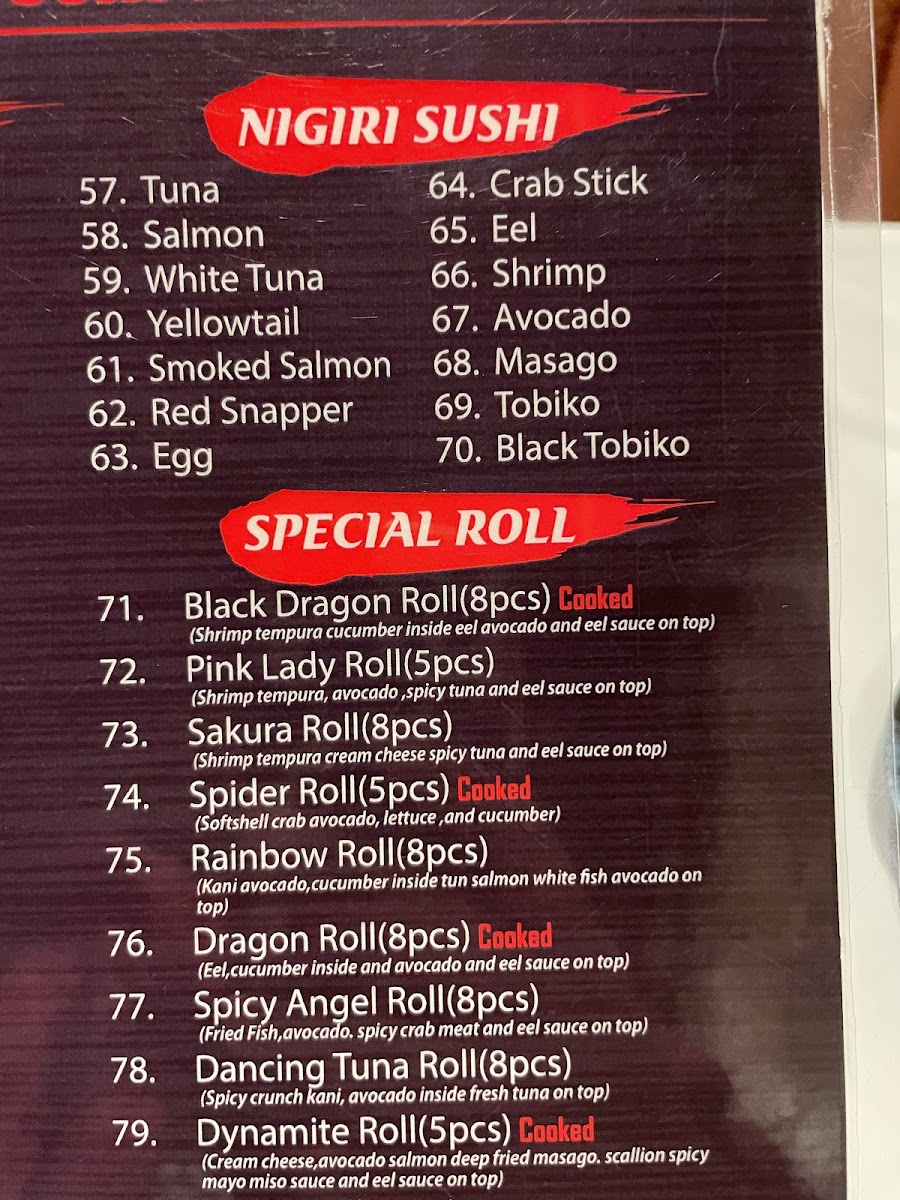 NIGIRI SUSHI
57. Tuna
58. Salmon
59. White Tuna
60. Yellowtail
61. Smoked Salmon
62. Red Snapper
63. Egg
64. Crab Stick
65. Eel
66. Shrimp
67. Avocado
68. Masago
69. Tobiko
70. Black Tobiko
SPECIAL ROLL
71. Black Dragon Roll(8pcs) Cooked
(Shrimp tempura cucumber inside eel avocado and eel sauce on top)
72. Pink Lady Roll(5pcs)
(Shrimp tempura, avocado ,spicy tuna and eel sauce on top)
73. Sakura Roll(8pcs)
(Shrimp tempura cream cheese spicy tuna and eel sauce on top)
74. Spider Roll(5pcs) Cooked
(Softshell crab avocado, lettuce ,and cucumber)
75. Rainbow Roll(8pcs)
(Kani avocado,cucumber inside tun salmon white fish avocado on
top)
76. Dragon Roll(8pcs) Cooked
(Eel,cucumber inside and avocado and eel sauce on top)
77. Spicy Angel Roll(8pcs)
(Fried Fish,avocado. spicy crab meat and eel sauce on top)
78. Dancing Tuna Roll(8pcs)
(Spicy crunch kani, avocado inside fresh tuna on top)
79. Dynamite Roll(5pcs) Cooked
(Cream cheese,avocado salmon deep fried masago. scallion spicy
mayo miso sauce and eel sauce on top)